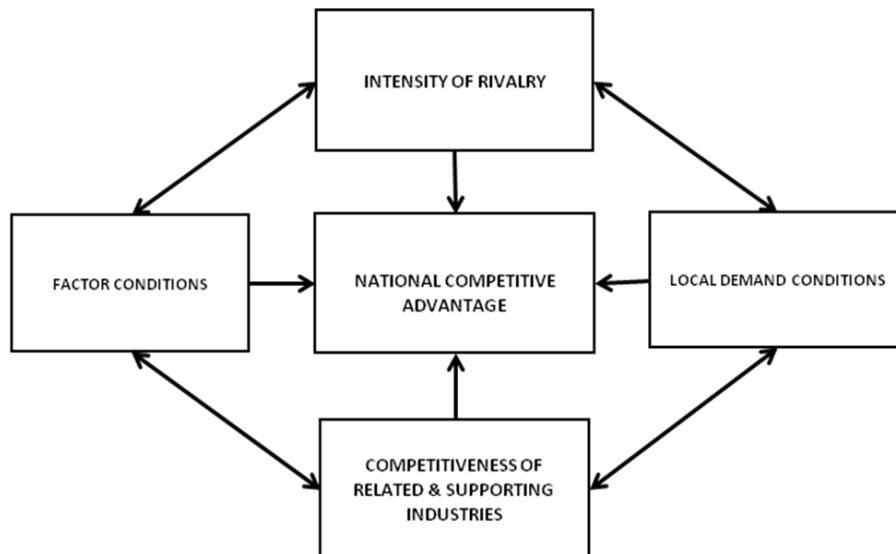 INTENSITY OF RIVALRY
FACTOR CONDITIONS
NATIONAL COMPETITIVE
ADVANTAGE
LOCAL DEMAND CONDITIONS
COMPETITIVENESS OF
RELATED & SUPPORTING
INDUSTRIES